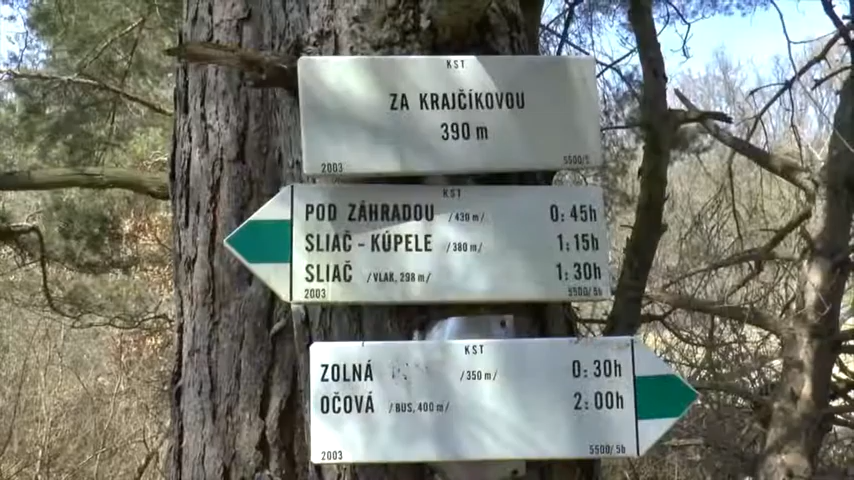 KST
ZA KRAJČÍKOVOU
390 m
2003 5500/5
KST
POD ZÁHRADOU /430 m/ 0:45h
SLIAČ-KÚPELE /380 m/ 1:15h
SLIAČ /VLAK, 298 m/ 1:30h
2003 5500/5b
KST
ZOLNÁ /350 m/ 0:30h
OČOVÁ /BUS, 400 m/ 2:00h
2003 5500/5b